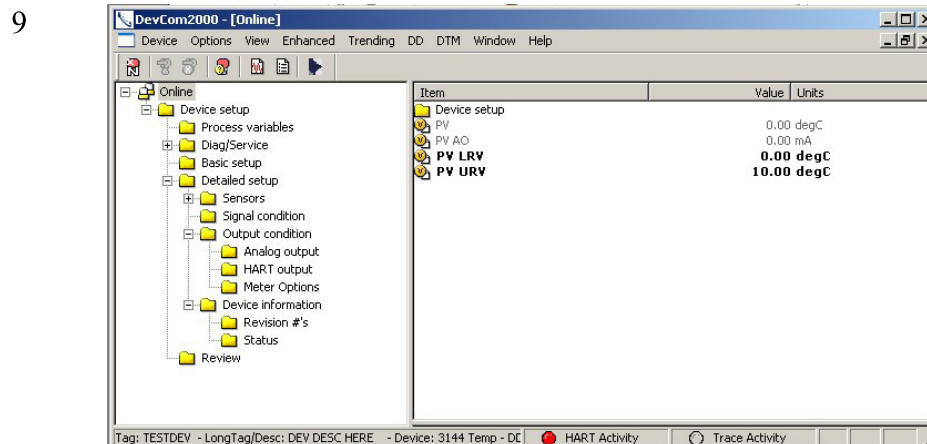 9
DevCom2000 - [Online]
Device Options View Enhanced Trending DD DTM Window Help
Online
Device setup
Process variables
Diag/Service
Basic setup
Detailed setup
Sensors
Signal condition
Output condition
Analog output
HART output
Meter Options
Device information
Revision #'s
Status
Review
Item Value Units
Device setup
PV 0.00 degC
PV AO 0.00 mA
PV LRV 0.00 degC
PV URV 10.00 degC
Tag: TESTDEV - LongTag/Desc: DEV DESC HERE - Device: 3144 Temp - DE HART Activity Trace Activity